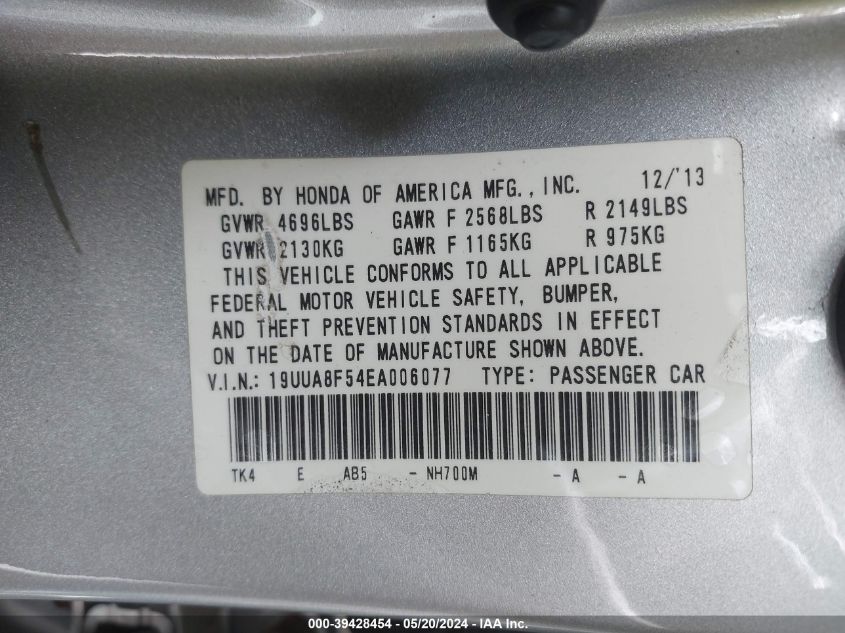 MFD. BY HONDA OF AMERICA MFG., INC. 12/'13
GVWR 4696LBS GAWR F 2568LBS R 2149LBS
GVWR 2130KG GAWR F 1165KG R 975KG
THIS VEHICLE CONFORMS TO ALL APPLICABLE
FEDERAL MOTOR VEHICLE SAFETY, BUMPER,
AND THEFT PREVENTION STANDARDS IN EFFECT
ON THE DATE OF MANUFACTURE SHOWN ABOVE.
V.I.N.: 19UUA8F54EA006077 TYPE: PASSENGER CAR
TK4 E AB5 - NH700M - A - A
000-39428454 - 05/20/2024 - IAA Inc.